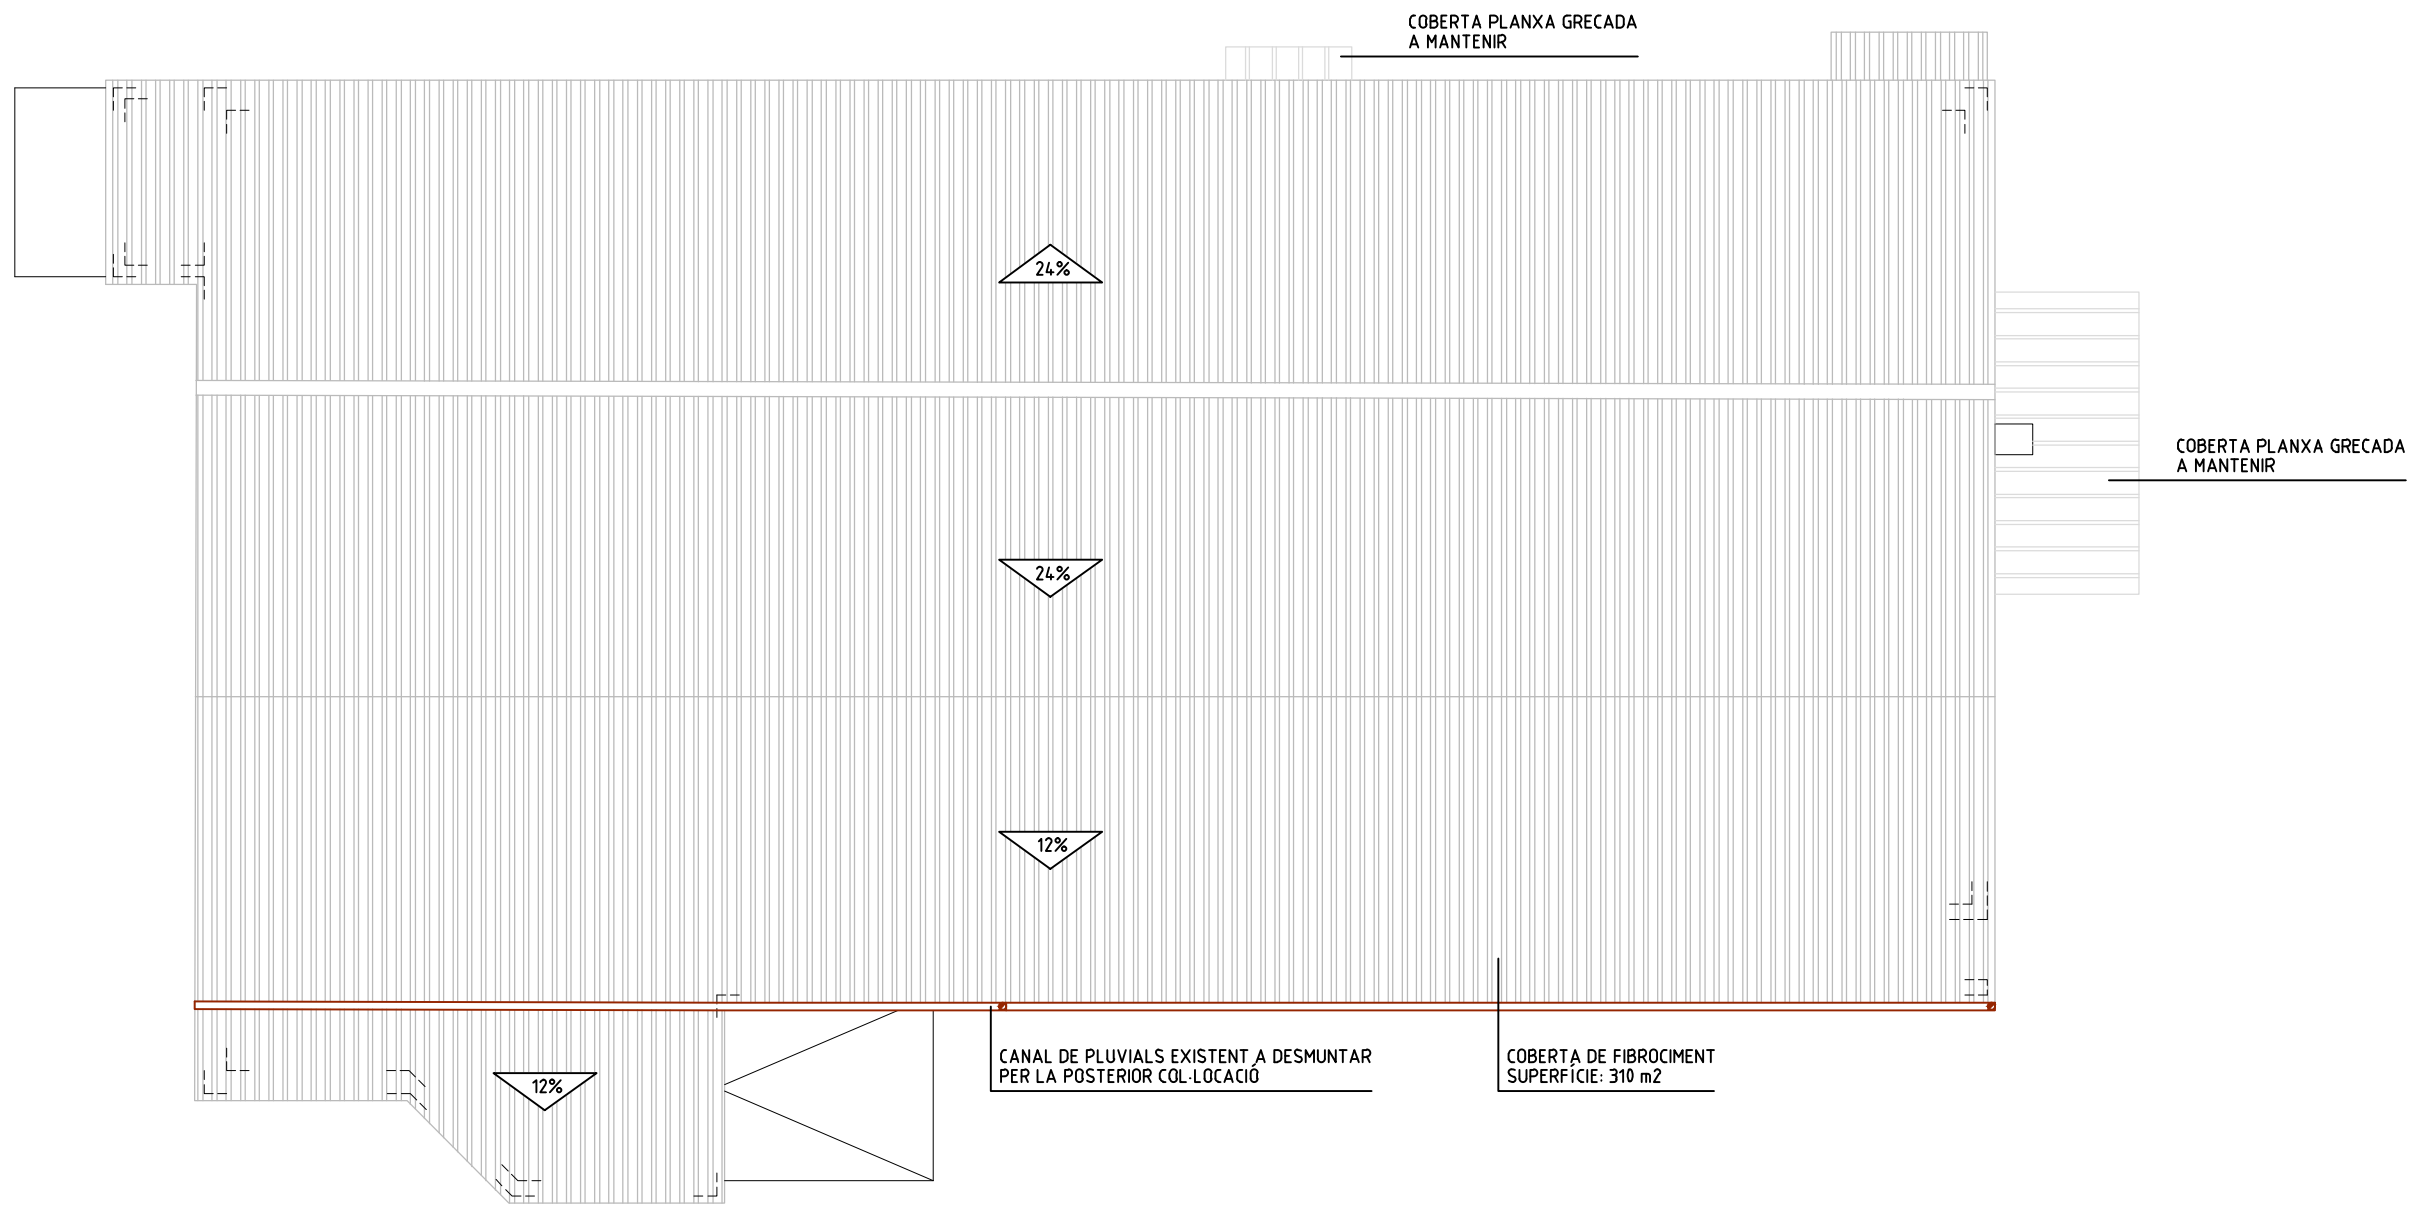 COBERTA PLANXA GRECADA
A MANTENIR
24%
COBERTA PLANXA GRECADA
A MANTENIR
24%
12%
CANAL DE PLUVIALS EXISTENT A DESMUNTAR
PER LA POSTERIOR COL·LOCACIÓ
COBERTA DE FIBROCIMENT
SUPERFÍCIE: 310 m2
12%